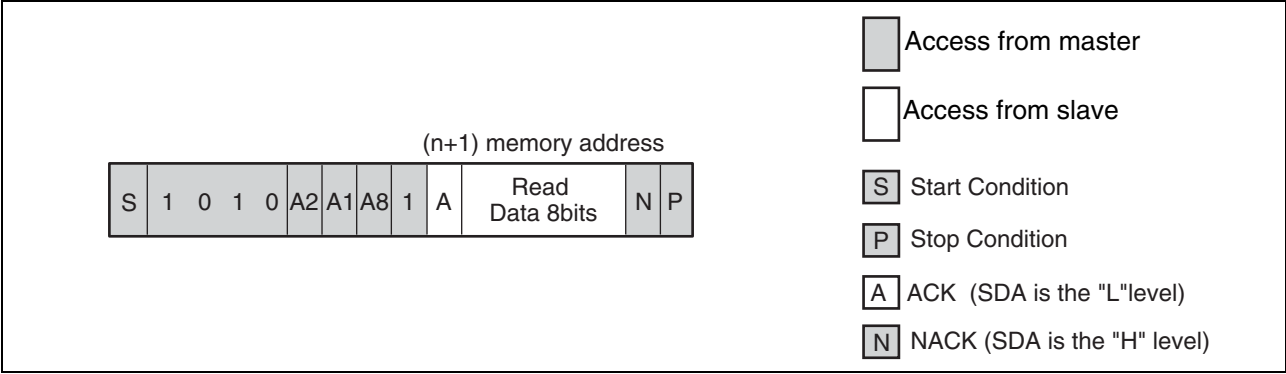 (n+1) memory address
S 1 0 1 0 A2 A1 A8 1 A Read Data 8bits N P
Access from master
Access from slave
S Start Condition
P Stop Condition
A ACK (SDA is the "L"level)
N NACK (SDA is the "H" level)